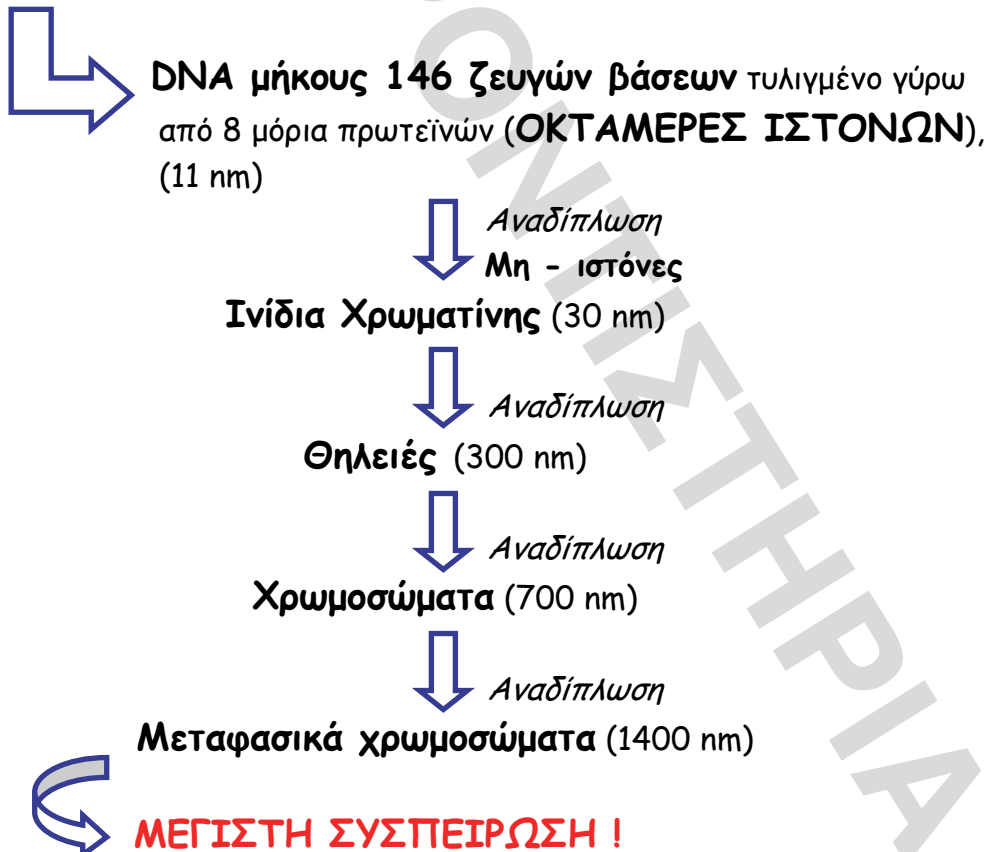 DNA μήκους 146 ζευγών βάσεων τυλιγμένο γύρω
από 8 μόρια πρωτεϊνών (ΟΚΤΑΜΕΡΕΣ ΙΣΤΟΝΩΝ),
(11 nm)
Αναδίπλωση
Μη - ιστόνες
Ινίδια Χρωματίνης (30 nm)
Αναδίπλωση
Θηλειές (300 nm)
Αναδίπλωση
Χρωμοσώματα (700 nm)
Αναδίπλωση
Μεταφασικά χρωμοσώματα (1400 nm)
ΜΕΓΙΣΤΗ ΣΥΣΠΕΙΡΩΣΗ !
ΟΝΤΙΣΤΗΡΙΑ